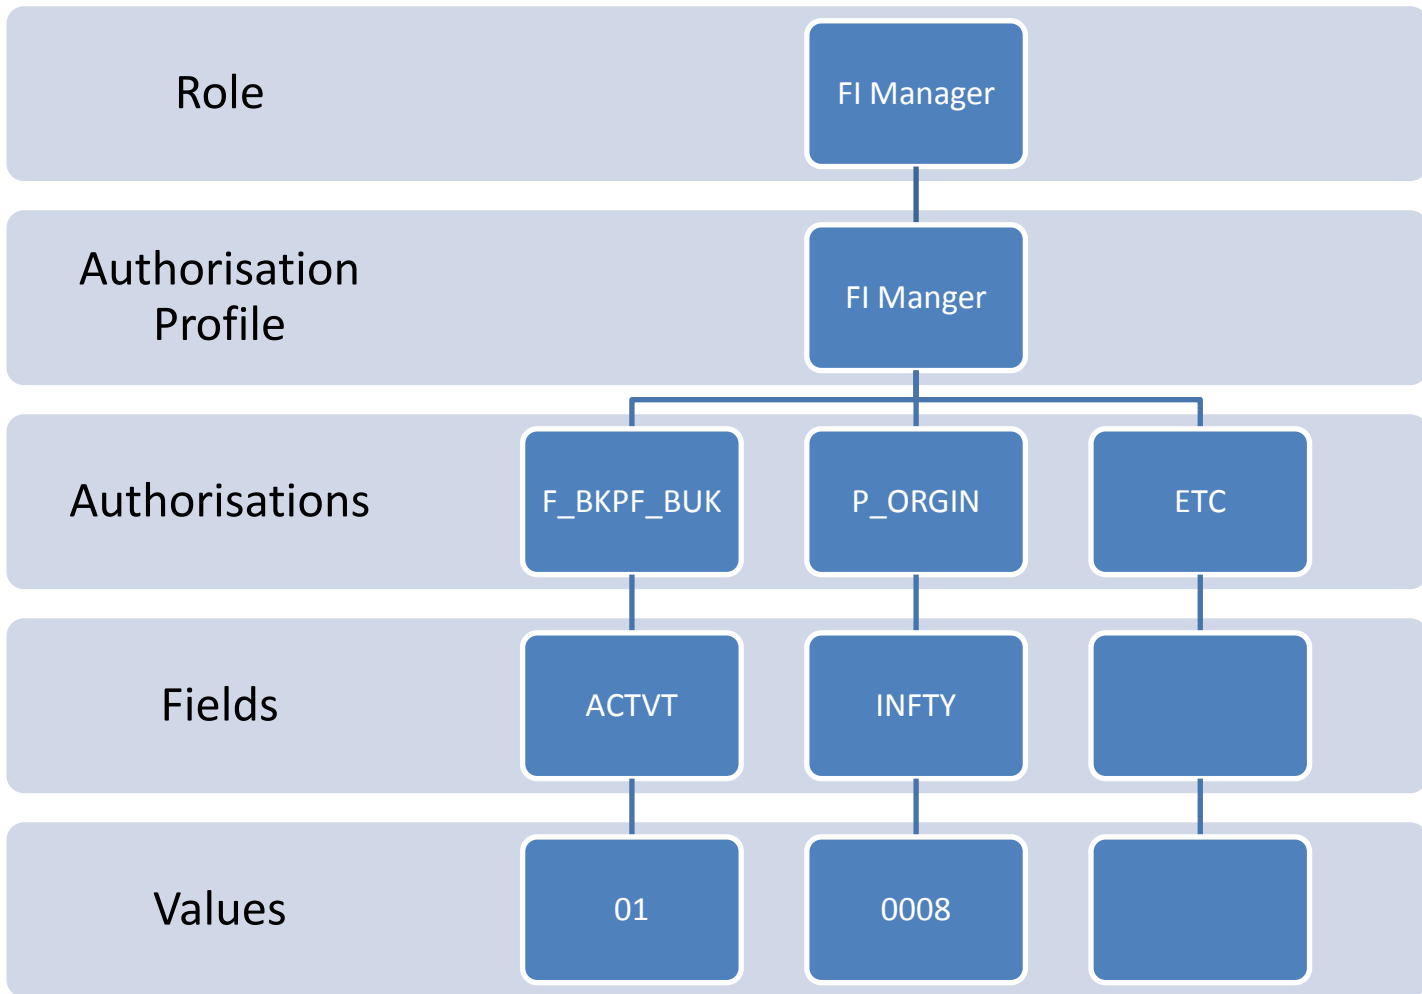 Role
FI Manager
Authorisation
Profile
FI Manger
Authorisations
F_BKPF_BUK
P_ORGIN
ETC
Fields
ACTVT
INFTY
Values
01
0008